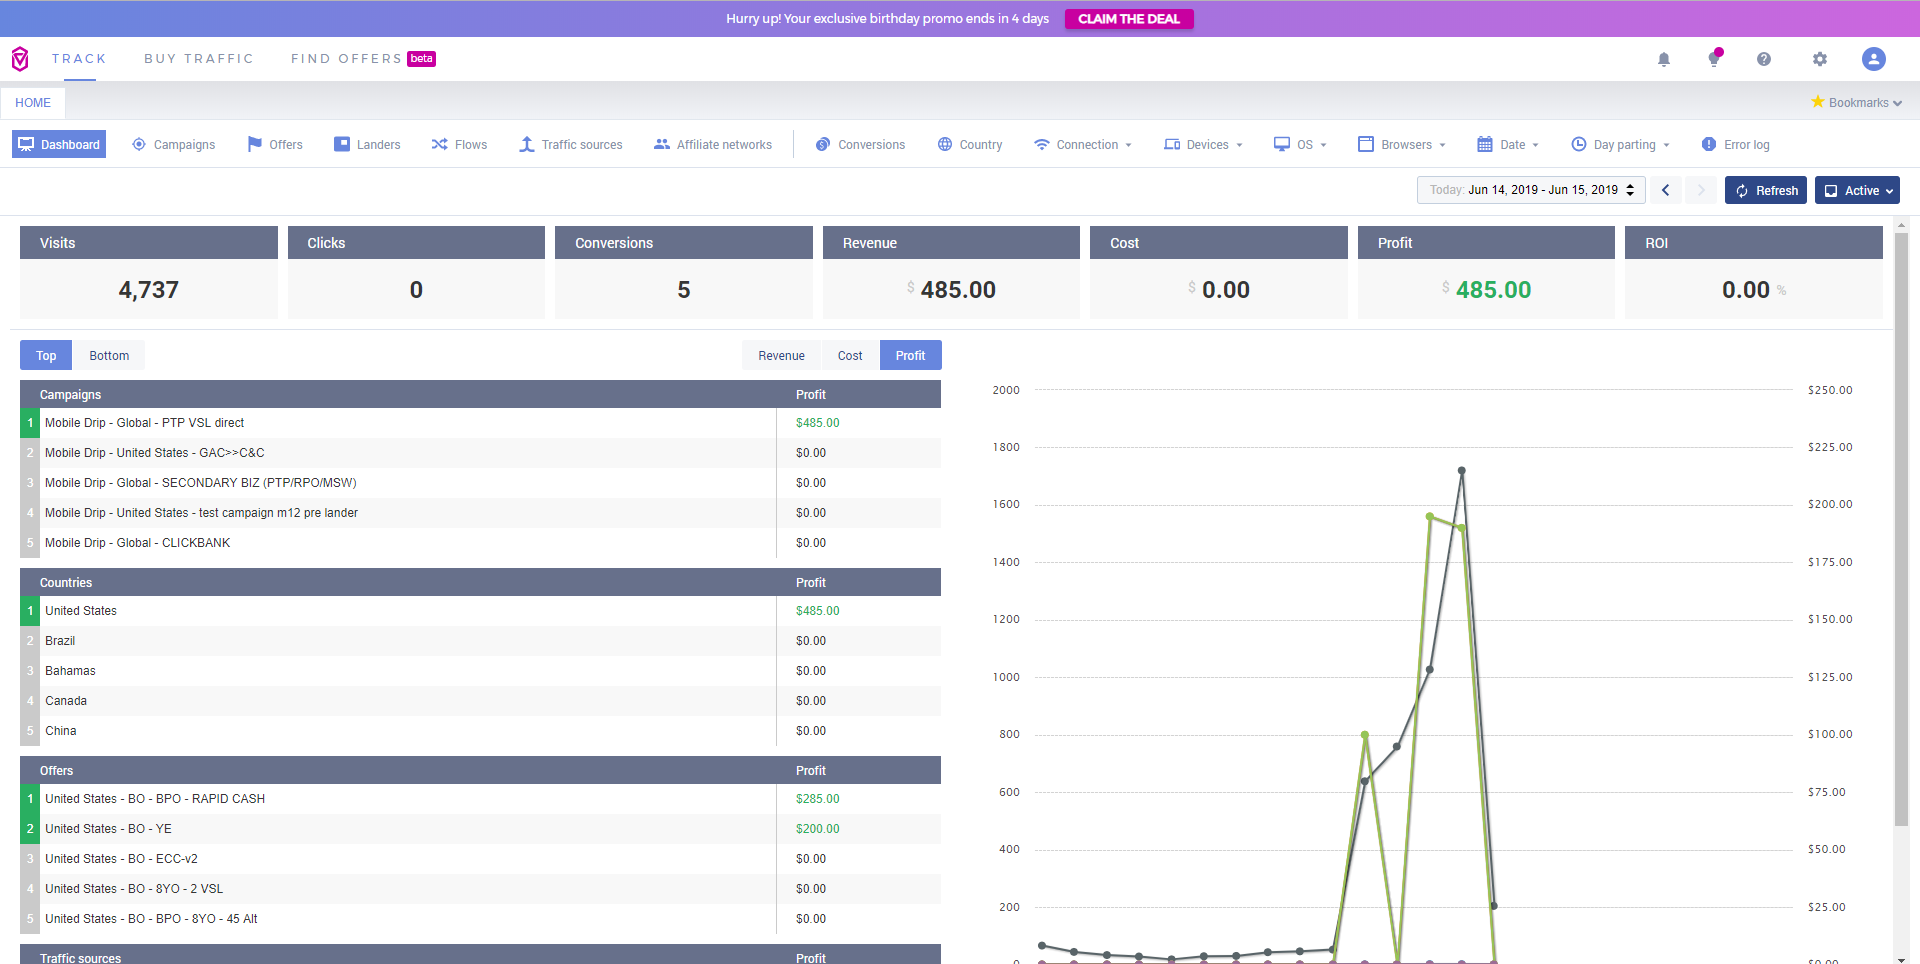 Hurry up! Your exclusive birthday promo ends in 4 days CLAIM THE DEAL
TRACK BUY TRAFFIC FIND OFFERS beta
HOME
Bookmarks
Dashboard Campaigns Offers Landers Flows Traffic sources Affiliate networks Conversions Country Connection Devices OS Browsers Date Day parting Error log
Today: Jun 14, 2019 - Jun 15, 2019 Refresh Active
Visits Clicks Conversions Revenue Cost Profit ROI
4,737 0 5 $ 485.00 $ 0.00 $ 485.00 0.00 %
Top Bottom Revenue Cost Profit
Campaigns Profit
1 Mobile Drip - Global - PTP VSL direct $485.00
2 Mobile Drip - United States - GAC>>C&C $0.00
3 Mobile Drip - Global - SECONDARY BIZ (PTP/RPO/MSW) $0.00
4 Mobile Drip - United States - test campaign m12 pre lander $0.00
5 Mobile Drip - Global - CLICKBANK $0.00
Countries Profit
1 United States $485.00
2 Brazil $0.00
3 Bahamas $0.00
4 Canada $0.00
5 China $0.00
Offers Profit
1 United States - BO - BPO - RAPID CASH $285.00
2 United States - BO - YE $200.00
3 United States - BO - ECC-v2 $0.00
4 United States - BO - 8YO - 2 VSL $0.00
5 United States - BO - BPO - 8YO - 45 Alt $0.00
Traffic sources Profit
2000 $250.00
1800 $225.00
1600 $200.00
1400 $175.00
1200 $150.00
1000 $125.00
800 $100.00
600 $75.00
400 $50.00
200 $25.00
0 $0.00